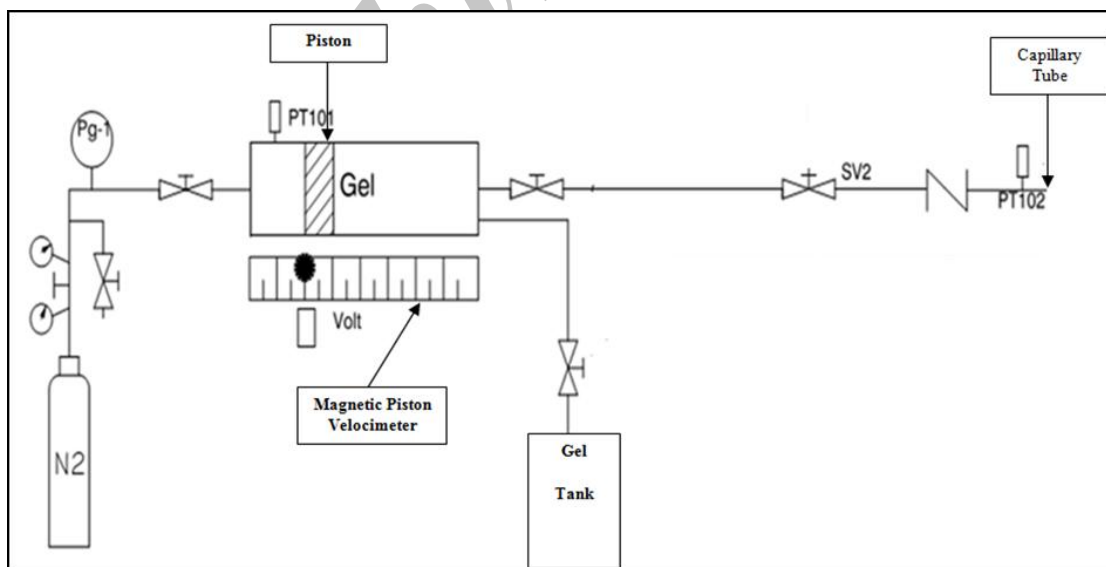 Piston
Capillary
Tube
Pg-1
PT101
Gel
SV2
PT102
Volt
Magnetic Piston
Velocimeter
N2
Gel
Tank